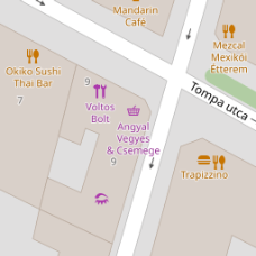 Mandarin
Café
Mezcal
Mexikói
Étterem
Okiko Sushi
Thai Bar
9
7
Voltos
Bolt
Angyal
Vegyes
& Csemege
9
Tompa utca
Trapizzino